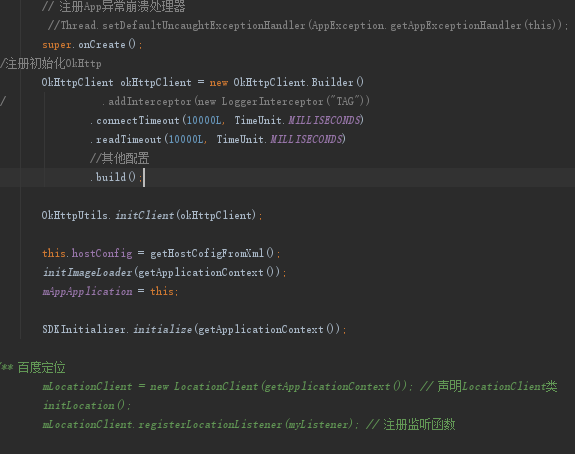 // 注册App异常崩溃处理器
//Thread.setDefaultUncaughtExceptionHandler(AppException.getAppExceptionHandler(this));
super.onCreate();
/注册初始化OkHttp
OkHttpClient okHttpClient = new OkHttpClient.Builder()
/ .addInterceptor(new LoggerInterceptor("TAG"))
.connectTimeout(10000L, TimeUnit.MILLISECONDS)
.readTimeout(10000L, TimeUnit.MILLISECONDS)
//其他配置
.build();
OkHttpUtils.initClient(okHttpClient);
this.hostConfig = getHostCofigFromXml();
initImageLoader(getApplicationContext());
mAppApplication = this;
SDKInitializer.initialize(getApplicationContext());
/** 百度定位
mLocationClient = new LocationClient(getApplicationContext()); // 声明LocationClient类
initLocation();
mLocationClient.registerLocationListener(myListener); // 注册监听函数